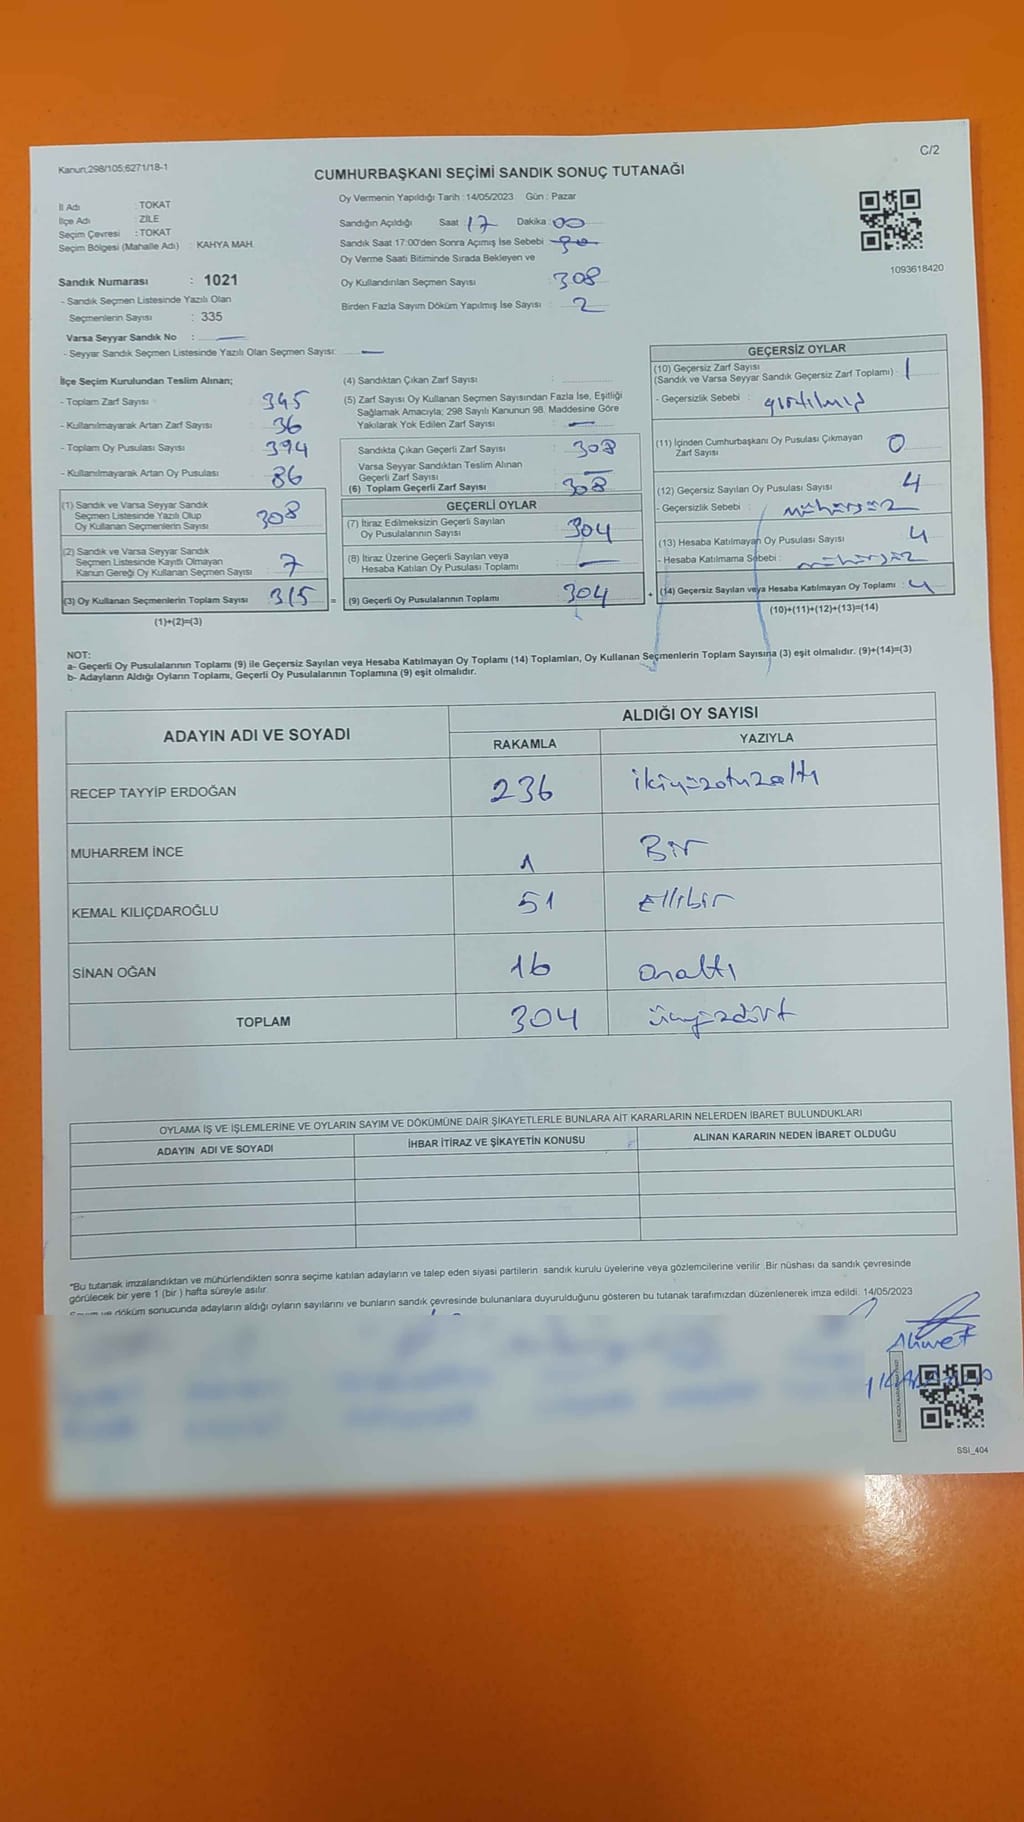 Kanun;298/105;6271/18-1
C/2
CUMHURBAŞKANI SEÇİMİ SANDIK SONUÇ TUTANAĞI
İl Adı : TOKAT
İlçe Adı : ZİLE
Seçim Çevresi : TOKAT
Seçim Bölgesi (Mahalle Adı) : KAHYA MAH.
Sandık Numarası : 1021
- Sandık Seçmen Listesinde Yazılı Olan
Seçmenlerin Sayısı : 335
Varsa Seyyar Sandık No : —
- Seyyar Sandık Seçmen Listesinde Yazılı Olan Seçmen Sayısı: —
Oy Vermenin Yapıldığı Tarih : 14/05/2023 Gün : Pazar
Sandığın Açıldığı Saat 17 Dakika : 00
Sandık Saat 17:00'den Sonra Açımış İse Sebebi
Oy Verme Saati Bitiminde Sırada Bekleyen ve
Oy Kullandırılan Seçmen Sayısı : 308
Birden Fazla Sayım Döküm Yapılmış İse Sayısı : 2
1093618420
İlçe Seçim Kurulundan Teslim Alınan;
- Toplam Zarf Sayısı : 345
- Kullanılmayarak Artan Zarf Sayısı : 36
- Toplam Oy Pusulası Sayısı : 394
- Kullanılmayarak Artan Oy Pusulası : 86
(1) Sandık ve Varsa Seyyar Sandık
Seçmen Listesinde Yazılı Olup
Oy Kullanan Seçmenlerin Sayısı : 308
(2) Sandık ve Varsa Seyyar Sandık
Seçmen Listesinde Kayıtlı Olmayan
Kanun Gereği Oy Kullanan Seçmen Sayısı : 7
(3) Oy Kullanan Seçmenlerin Toplam Sayısı : 315 =
(1)+(2)=(3)
(4) Sandıktan Çıkan Zarf Sayısı :
(5) Zarf Sayısı Oy Kullanan Seçmen Sayısından Fazla İse, Eşitliği
Sağlamak Amacıyla; 298 Sayılı Kanunun 98. Maddesine Göre
Yakılarak Yok Edilen Zarf Sayısı : —
Sandıkta Çıkan Geçerli Zarf Sayısı : 308
Varsa Seyyar Sandıktan Teslim Alınan
Geçerli Zarf Sayısı : —
(6) Toplam Geçerli Zarf Sayısı : 308
GEÇERLİ OYLAR
(7) İtiraz Edilmeksizin Geçerli Sayılan
Oy Pusulalarının Sayısı : 304
(8) İtiraz Üzerine Geçerli Sayılan veya
Hesaba Katılan Oy Pusulası Toplamı : —
(9) Geçerli Oy Pusulalarının Toplamı : 304 +
GEÇERSİZ OYLAR
(10) Geçersiz Zarf Sayısı
(Sandık ve Varsa Seyyar Sandık Geçersiz Zarf Toplamı) : 1
- Geçersizlik Sebebi : yırtılmış
(11) İçinden Cumhurbaşkanı Oy Pusulası Çıkmayan
Zarf Sayısı : 0
(12) Geçersiz Sayılan Oy Pusulası Sayısı : 4
- Geçersizlik Sebebi : mühürsüz
(13) Hesaba Katılmayan Oy Pusulası Sayısı : 4
- Hesaba Katılmama Sebebi : mühürsüz
(14) Geçersiz Sayılan veya Hesaba Katılmayan Oy Toplamı : 4
(10)+(11)+(12)+(13)=(14)
NOT:
a- Geçerli Oy Pusulalarının Toplamı (9) ile Geçersiz Sayılan veya Hesaba Katılmayan Oy Toplamı (14) Toplamları, Oy Kullanan Seçmenlerin Toplam Sayısına (3) eşit olmalıdır. (9)+(14)=(3)
b- Adayların Aldığı Oyların Toplamı, Geçerli Oy Pusulalarının Toplamına (9) eşit olmalıdır.
ADAYIN ADI VE SOYADI ALDIĞI OY SAYISI
RAKAMLA YAZIYLA
RECEP TAYYİP ERDOĞAN 236 ikiyüzotuzaltı
MUHARREM İNCE 1 Bir
KEMAL KILIÇDAROĞLU 51 Ellibir
SİNAN OĞAN 16 onaltı
TOPLAM 304 üçyüzdört
OYLAMA İŞ VE İŞLEMLERİNE VE OYLARIN SAYIM VE DÖKÜMÜNE DAİR ŞİKAYETLERLE BUNLARA AİT KARARLARIN NELERDEN İBARET BULUNDUKLARI
ADAYIN ADI VE SOYADI İHBAR İTİRAZ VE ŞİKAYETİN KONUSU ALINAN KARARIN NEDEN İBARET OLDUĞU
"Bu tutanak imzalandıktan ve mühürlendikten sonra seçime katılan adayların ve talep eden siyasi partilerin sandık kurulu üyelerine veya gözlemcilerine verilir. Bir nüshası da sandık çevresinde
görülecek bir yere 1 (bir ) hafta süreyle asılır.
Sayım ve döküm sonucunda adayların aldığı oyların sayılarını ve bunların sandık çevresinde bulunanlara duyurulduğunu gösteren bu tutanak tarafımızdan düzenlenerek imza edildi. 14/05/2023
Ahmet
SSI_404